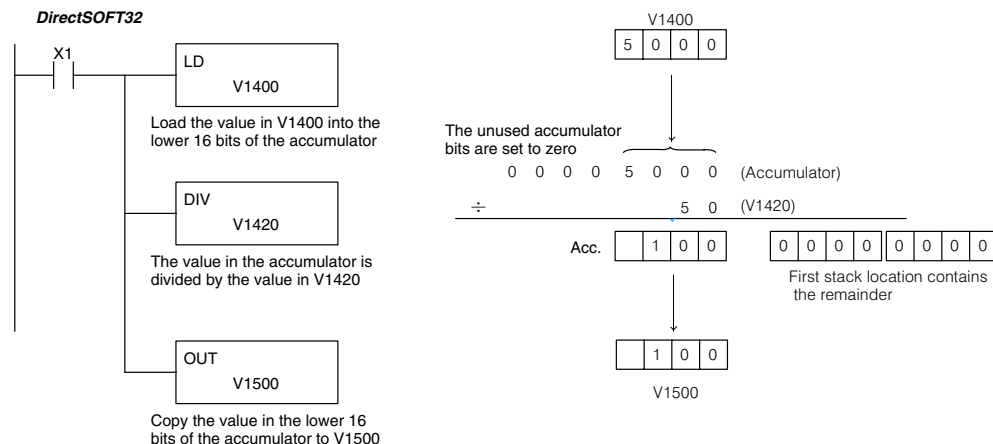 DirectSOFT32
X1
LD
V1400
Load the value in V1400 into the
lower 16 bits of the accumulator
DIV
V1420
The value in the accumulator is
divided by the value in V1420
OUT
V1500
Copy the value in the lower 16
bits of the accumulator to V1500
V1400
5 0 0 0
The unused accumulator
bits are set to zero
0 0 0 0 5 0 0 0 (Accumulator)
÷ 5 0 (V1420)
Acc. 1 0 0 0 0 0 0 0 0 0 0
First stack location contains
the remainder
1 0 0
V1500